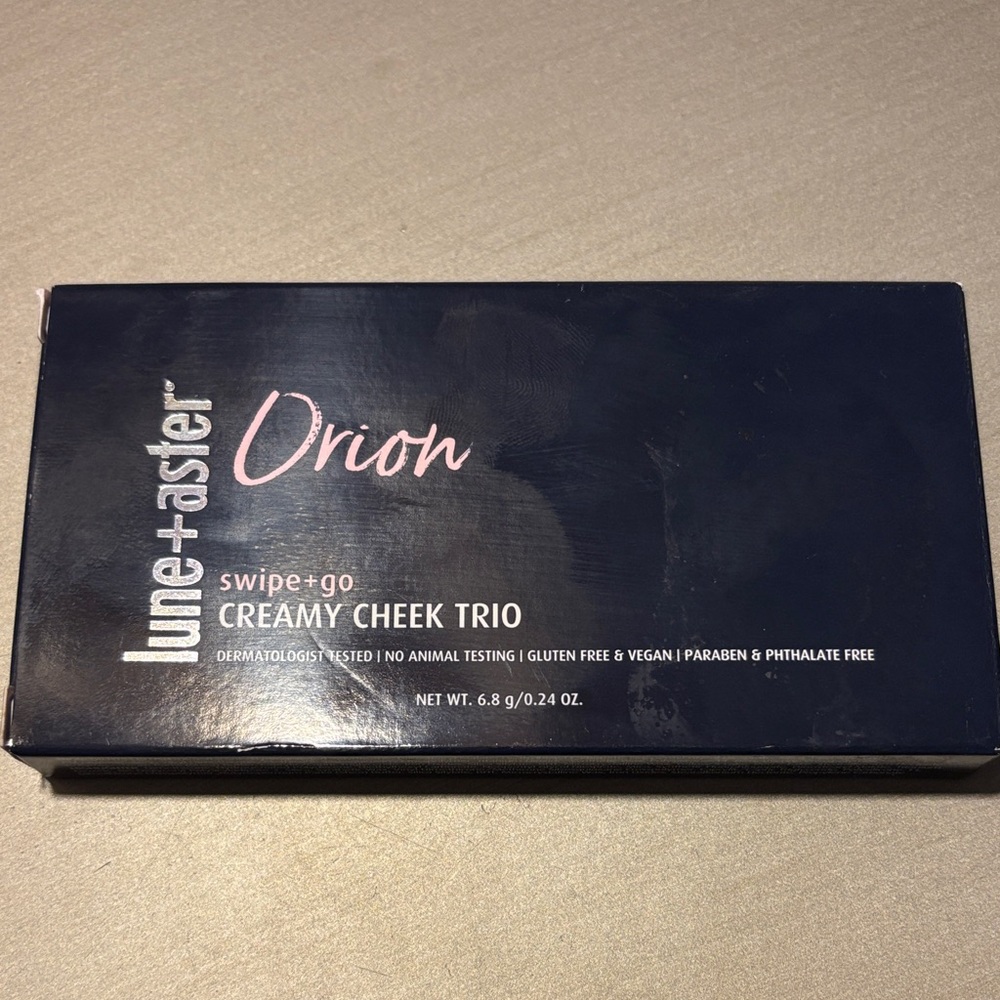 lune+aster®
Orion
swipe+go
CREAMY CHEEK TRIO
DERMATOLOGIST TESTED | NO ANIMAL TESTING | GLUTEN FREE & VEGAN | PARABEN & PHTHALATE FREE
NET WT. 6.8 g/0.24 OZ.